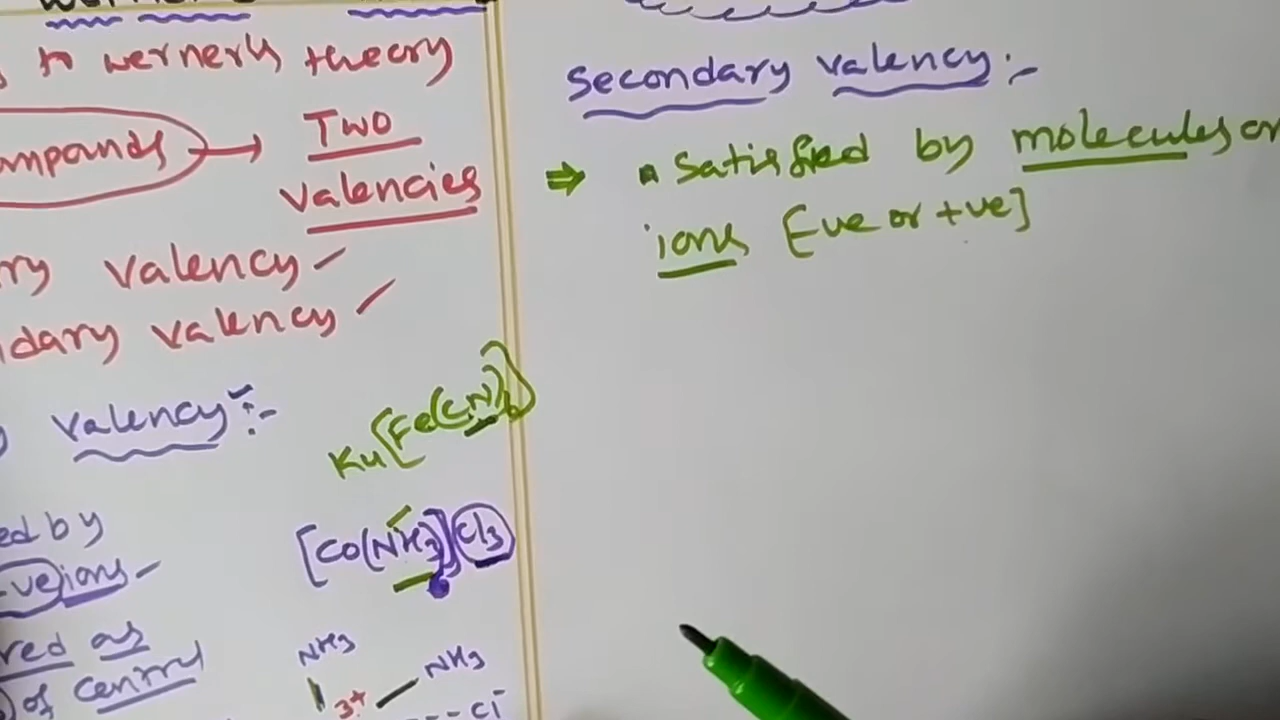 to werner's theory
ompands → Two
valencies
ry valency ✓
dary valency ✓
valency :-
K4[Fe(CN)6]
ed by
-ve ions
[Co(NH3)6]Cl3
red as
of central
NH3
NH3
3+
--- Cl-
Secondary valency :-
⇒ satisfied by molecules or
ions [-ve or +ve]